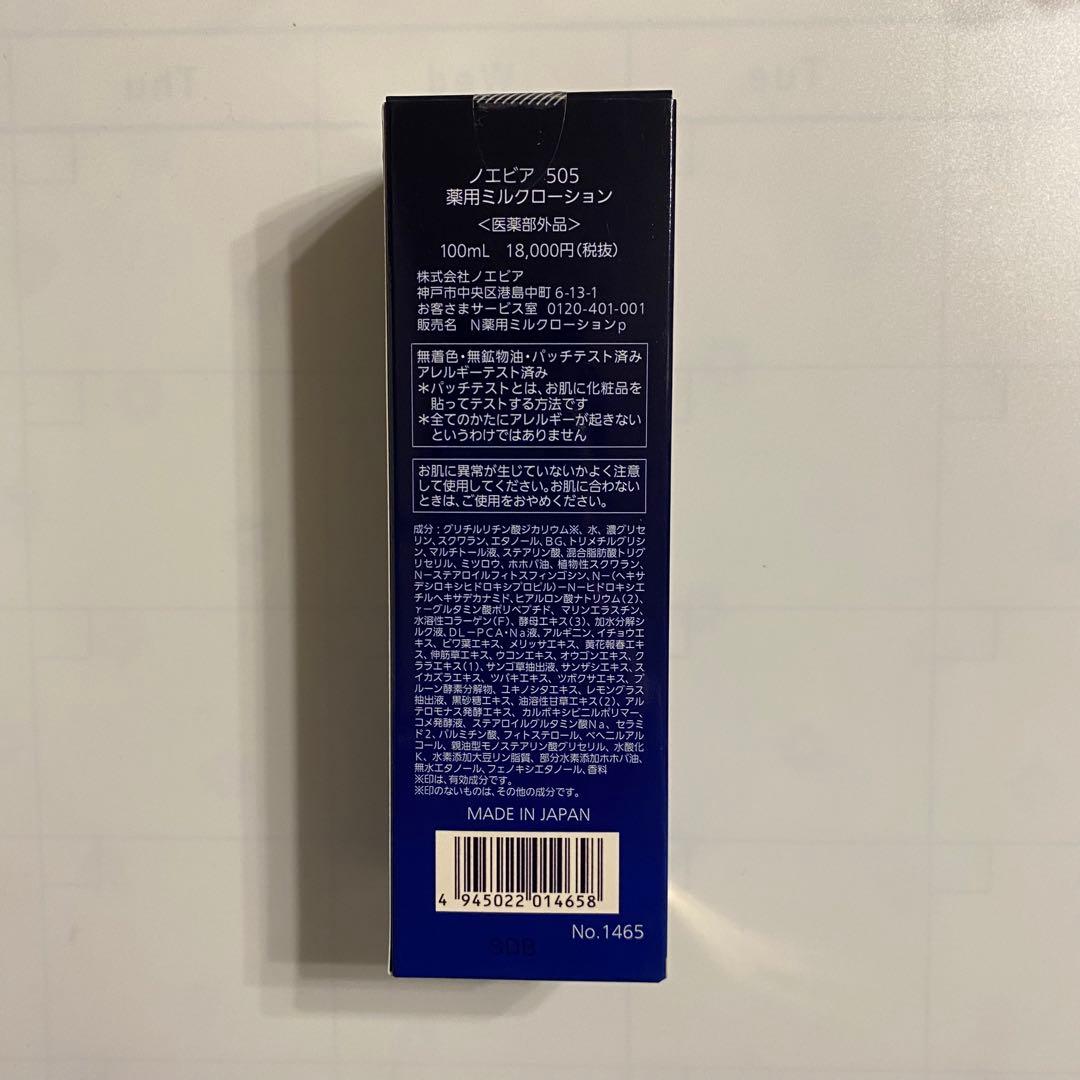 Thu
Wed
Tue
ノエビア 505
薬用ミルクローション
<医薬部外品>
100mL 18,000円(税抜)
株式会社ノエビア
神戸市中央区港島中町6-13-1
お客さまサービス室 0120-401-001
販売名 N薬用ミルクローションp
無着色・無鉱物油・パッチテスト済み
アレルギーテスト済み
*パッチテストとは、お肌に化粧品を
貼ってテストする方法です
*全てのかたにアレルギーが起きない
というわけではありません
お肌に異常が生じていないかよく注意
して使用してください。お肌に合わない
ときは、ご使用をおやめください。
成分:グリチルリチン酸ジカリウム※、水、濃グリセ
リン、スクワラン、エタノール、BG、トリメチルグリシ
ン、マルチトール液、ステアリン酸、混合脂肪酸トリグ
リセリル、ミツロウ、ホホバ油、植物性スクワラン、
N-ステアロイルフィトスフィンゴシン、N-(ヘキサ
デシロキシヒドロキシプロピル)-N-ヒドロキシエ
チルヘキサデカナミド、ヒアルロン酸ナトリウム(2)、
γーグルタミン酸ポリペプチド、マリンエラスチン、
水溶性コラーゲン(F)、酵母エキス(3)、加水分解シ
ルク液、DL-PCA・Na液、アルギニン、イチョウエ
キス、ビワ葉エキス、メリッサエキス、黄花報春エキ
ス、伸筋草エキス、ウコンエキス、オウゴンエキス、ク
ララエキス(1)、サンゴ草抽出液、サンザシエキス、ス
イカズラエキス、ツバキエキス、ツボクサエキス、プ
ルーン酵素分解物、ユキノシタエキス、レモングラス
抽出液、黒砂糖エキス、油溶性甘草エキス(2)、アル
テロモナス発酵エキス、カルボキシビニルポリマー、
コメ発酵液、ステアロイルグルタミン酸Na、セラミ
ド2、パルミチン酸、フィトステロール、ベヘニルアル
コール、親油型モノステアリン酸グリセリル、水酸化
K、水素添加大豆リン脂質、部分水素添加ホホバ油、
無水エタノール、フェノキシエタノール、香料
※印は、有効成分です。
※印のないものは、その他の成分です。
MADE IN JAPAN
4 945022 014658
No.1465